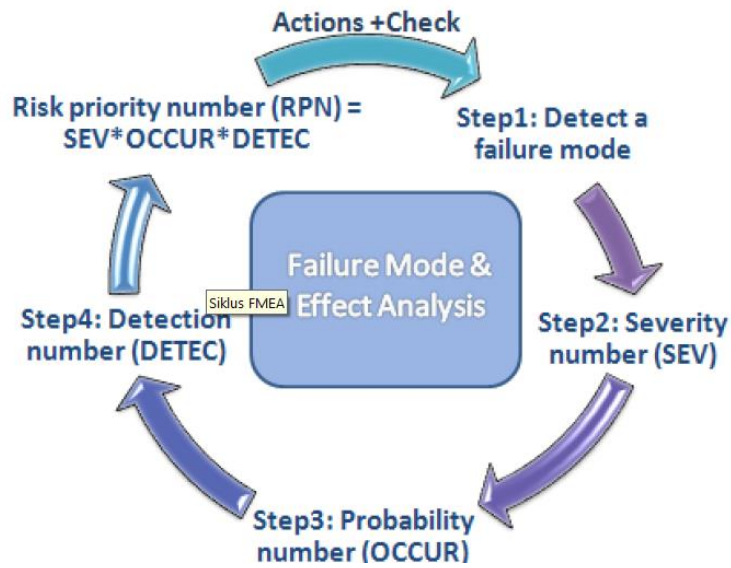 Actions +Check
Risk priority number (RPN) =
SEV*OCCUR*DETEC
Step1: Detect a
failure mode
Failure Mode &
Effect Analysis
Siklus FMEA
Step2: Severity
number (SEV)
Step3: Probability
number (OCCUR)
Step4: Detection
number (DETEC)